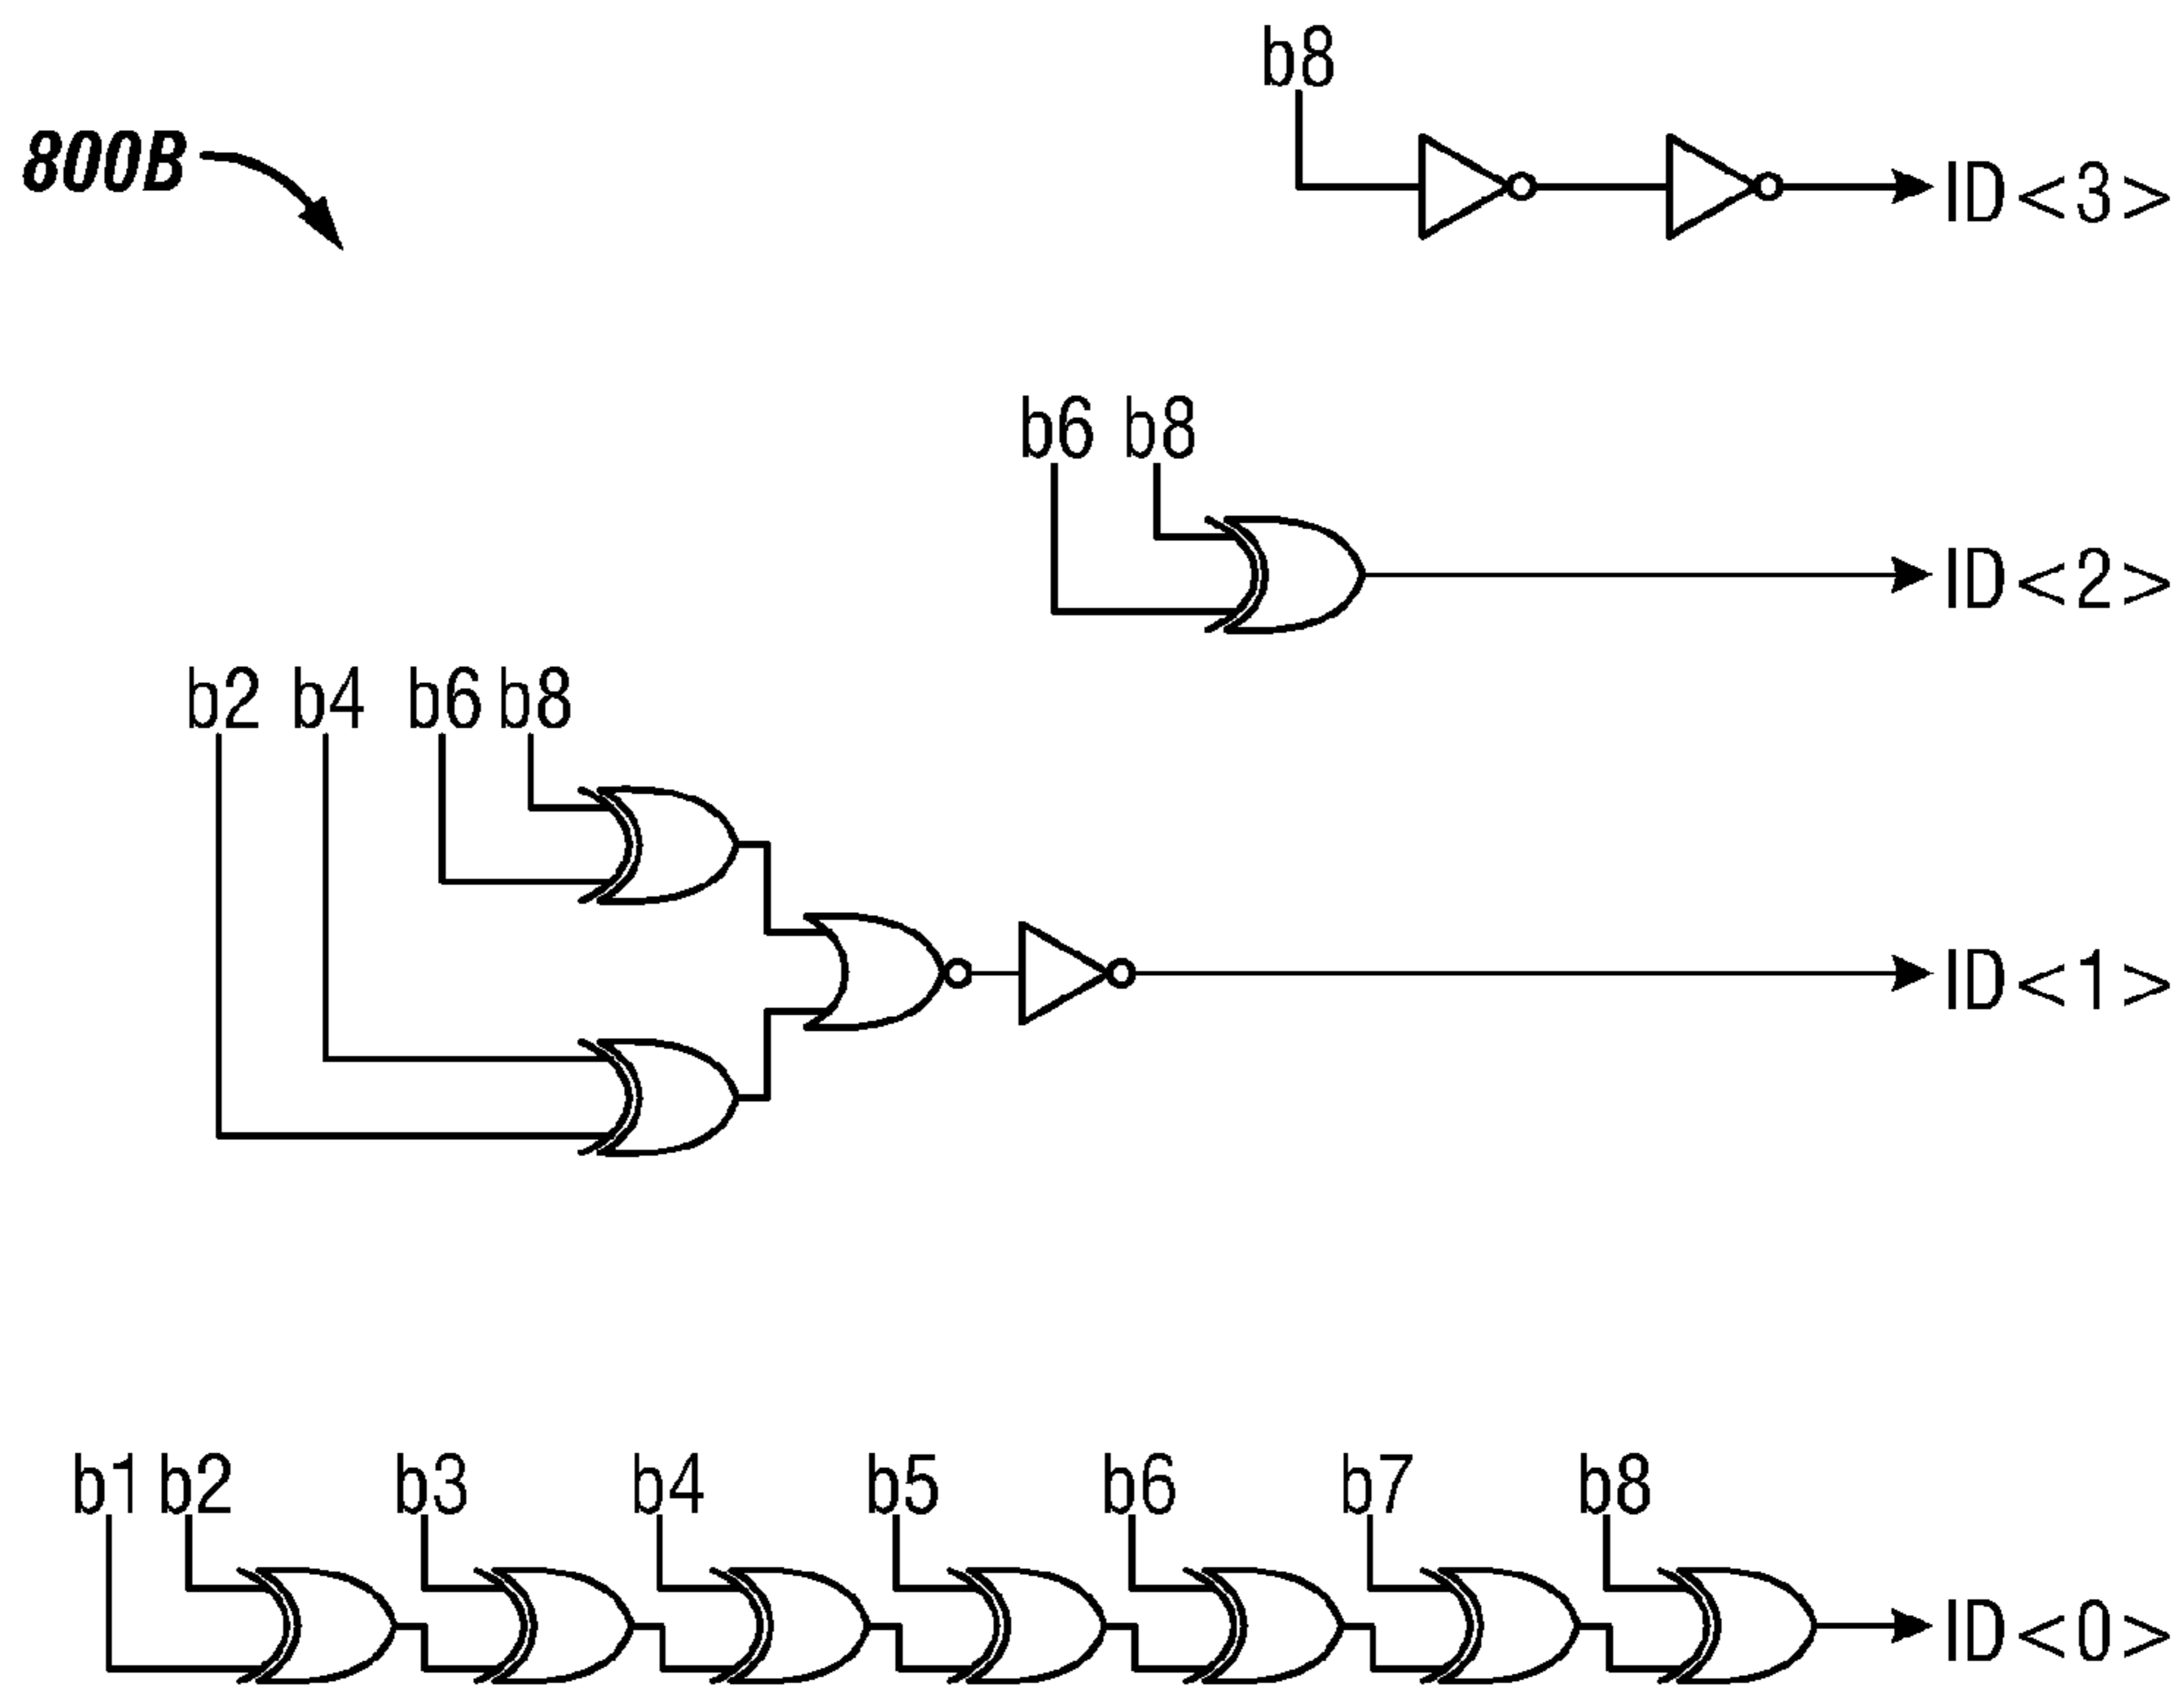 b8
800B
ID<3>
b6 b8
ID<2>
b2 b4 b6 b8
ID<1>
b1 b2 b3 b4 b5 b6 b7 b8
ID<0>